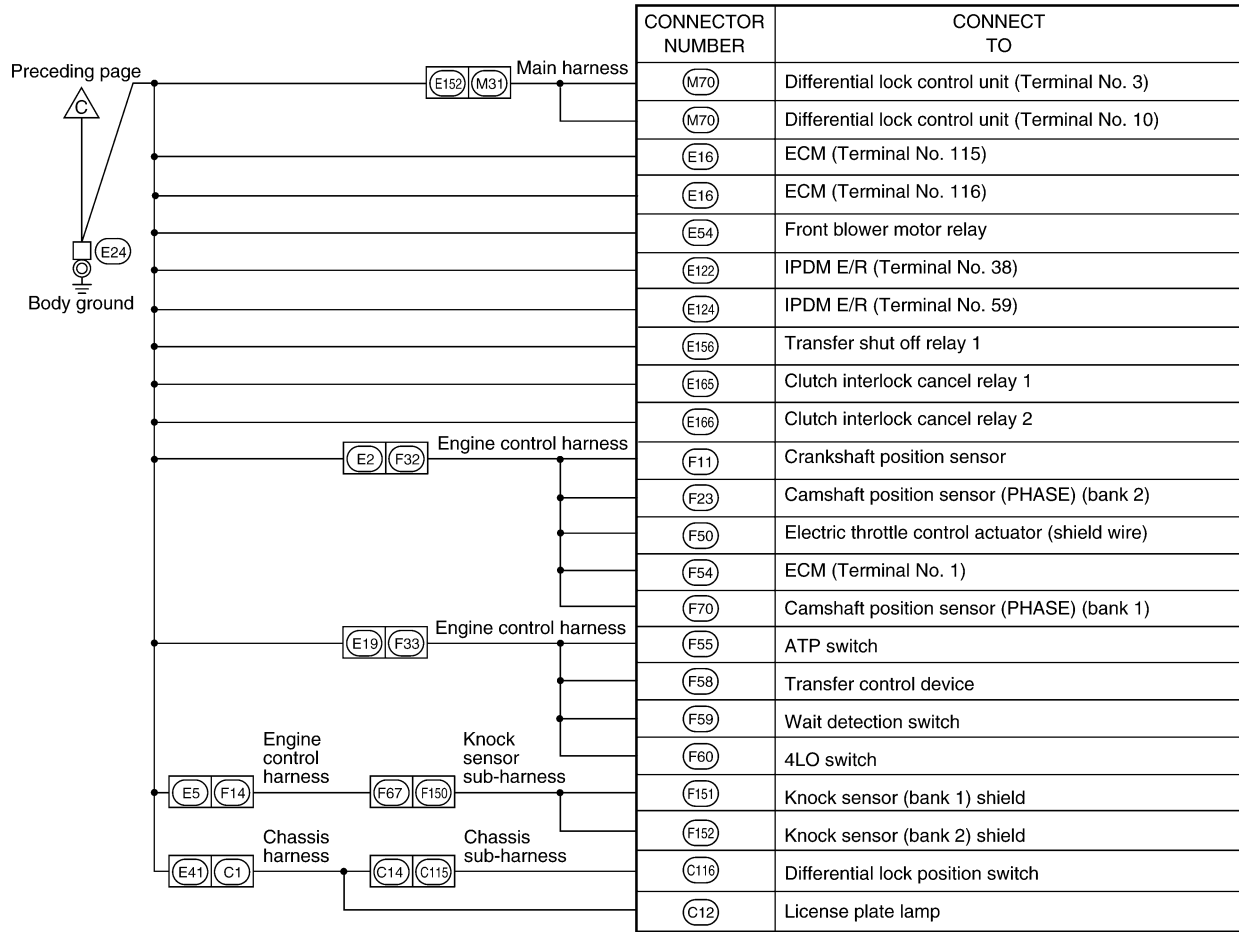 CONNECTOR NUMBER CONNECT TO
Preceding page
C
E24
Body ground
E152 M31 Main harness M70 Differential lock control unit (Terminal No. 3)
M70 Differential lock control unit (Terminal No. 10)
E16 ECM (Terminal No. 115)
E16 ECM (Terminal No. 116)
E54 Front blower motor relay
E122 IPDM E/R (Terminal No. 38)
E124 IPDM E/R (Terminal No. 59)
E156 Transfer shut off relay 1
E165 Clutch interlock cancel relay 1
E166 Clutch interlock cancel relay 2
E2 F32 Engine control harness F11 Crankshaft position sensor
F23 Camshaft position sensor (PHASE) (bank 2)
F50 Electric throttle control actuator (shield wire)
F54 ECM (Terminal No. 1)
F70 Camshaft position sensor (PHASE) (bank 1)
E19 F33 Engine control harness F55 ATP switch
F58 Transfer control device
F59 Wait detection switch
F60 4LO switch
Engine control harness
Knock sensor sub-harness
E5 F14 F67 F150 F151 Knock sensor (bank 1) shield
F152 Knock sensor (bank 2) shield
Chassis harness
Chassis sub-harness
E41 C1 C14 C115 C116 Differential lock position switch
C12 License plate lamp